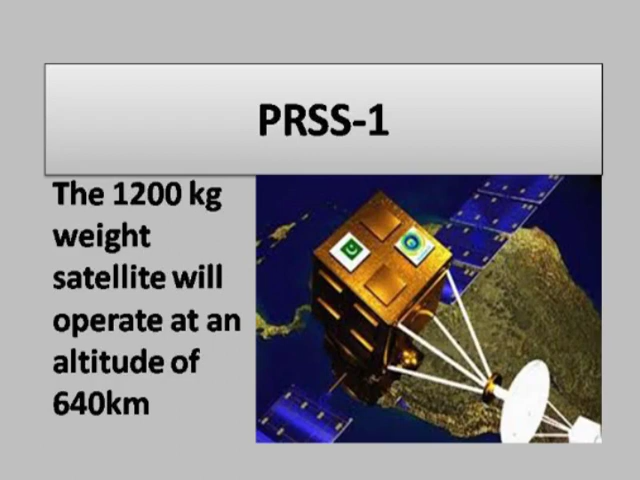 PRSS-1
The 1200 kg
weight
satellite will
operate at an
altitude of
640km